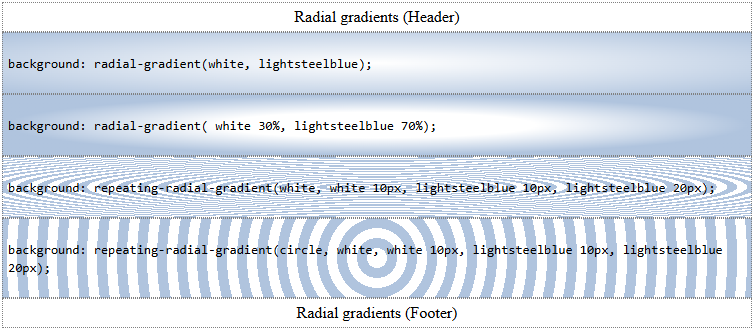 Radial gradients (Header)
background: radial-gradient(white, lightsteelblue);
background: radial-gradient( white 30%, lightsteelblue 70%);
background: repeating-radial-gradient(white, white 10px, lightsteelblue 10px, lightsteelblue 20px);
background: repeating-radial-gradient(circle, white, white 10px, lightsteelblue 10px, lightsteelblue
20px);
Radial gradients (Footer)